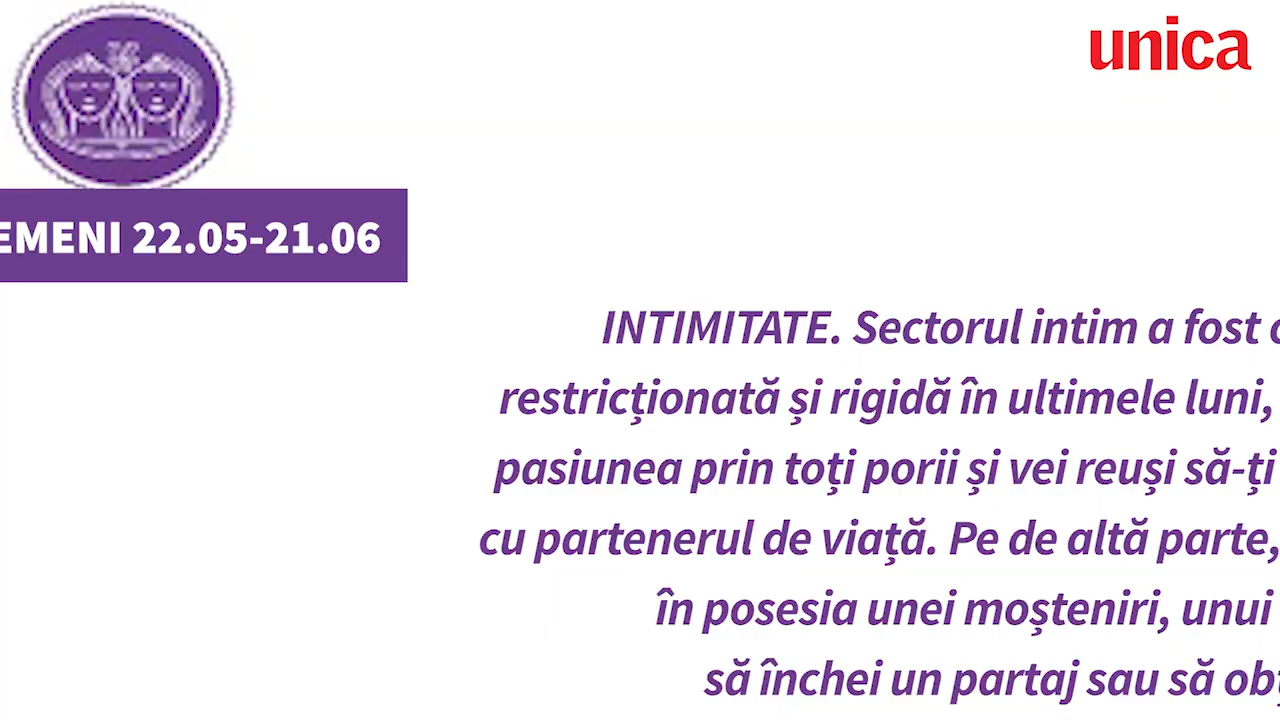 unica
EMENI 22.05-21.06
INTIMITATE. Sectorul intim a fost
restricționată și rigidă în ultimele luni,
pasiunea prin toți porii și vei reuși să-ți
cu partenerul de viață. Pe de altă parte,
în posesia unei moșteniri, unui
să închei un partaj sau să